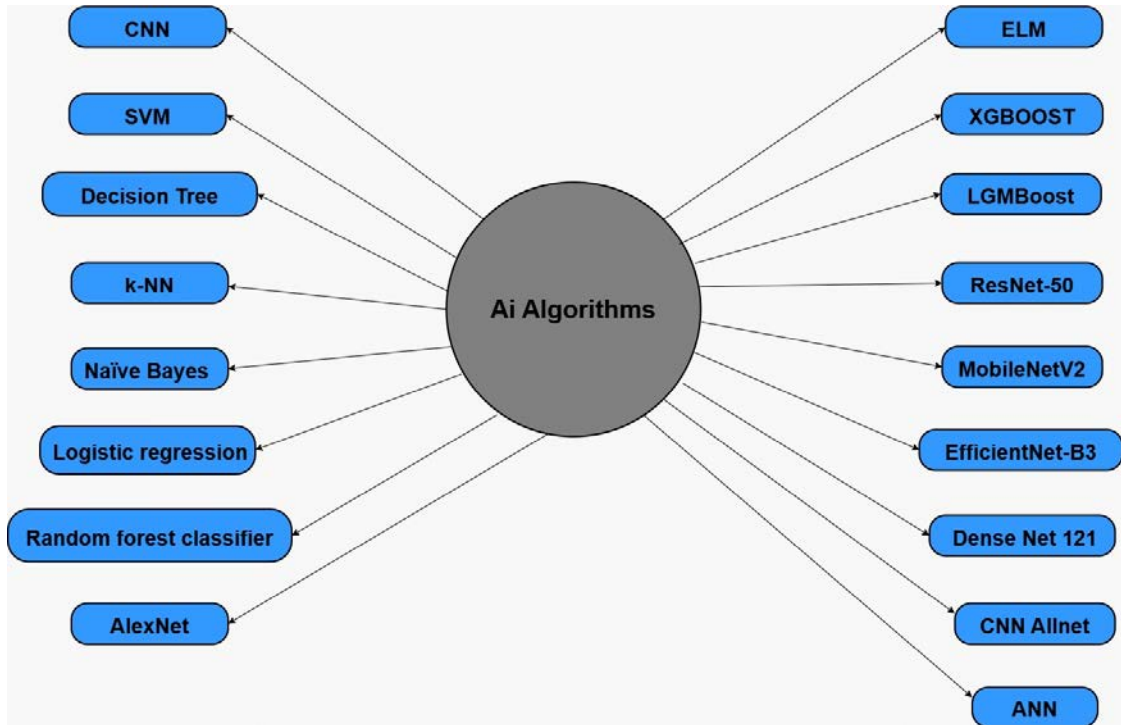 CNN
SVM
Decision Tree
k-NN
Naïve Bayes
Logistic regression
Random forest classifier
AlexNet
Ai Algorithms
ELM
XGBOOST
LGMBoost
ResNet-50
MobileNetV2
EfficientNet-B3
Dense Net 121
CNN Allnet
ANN